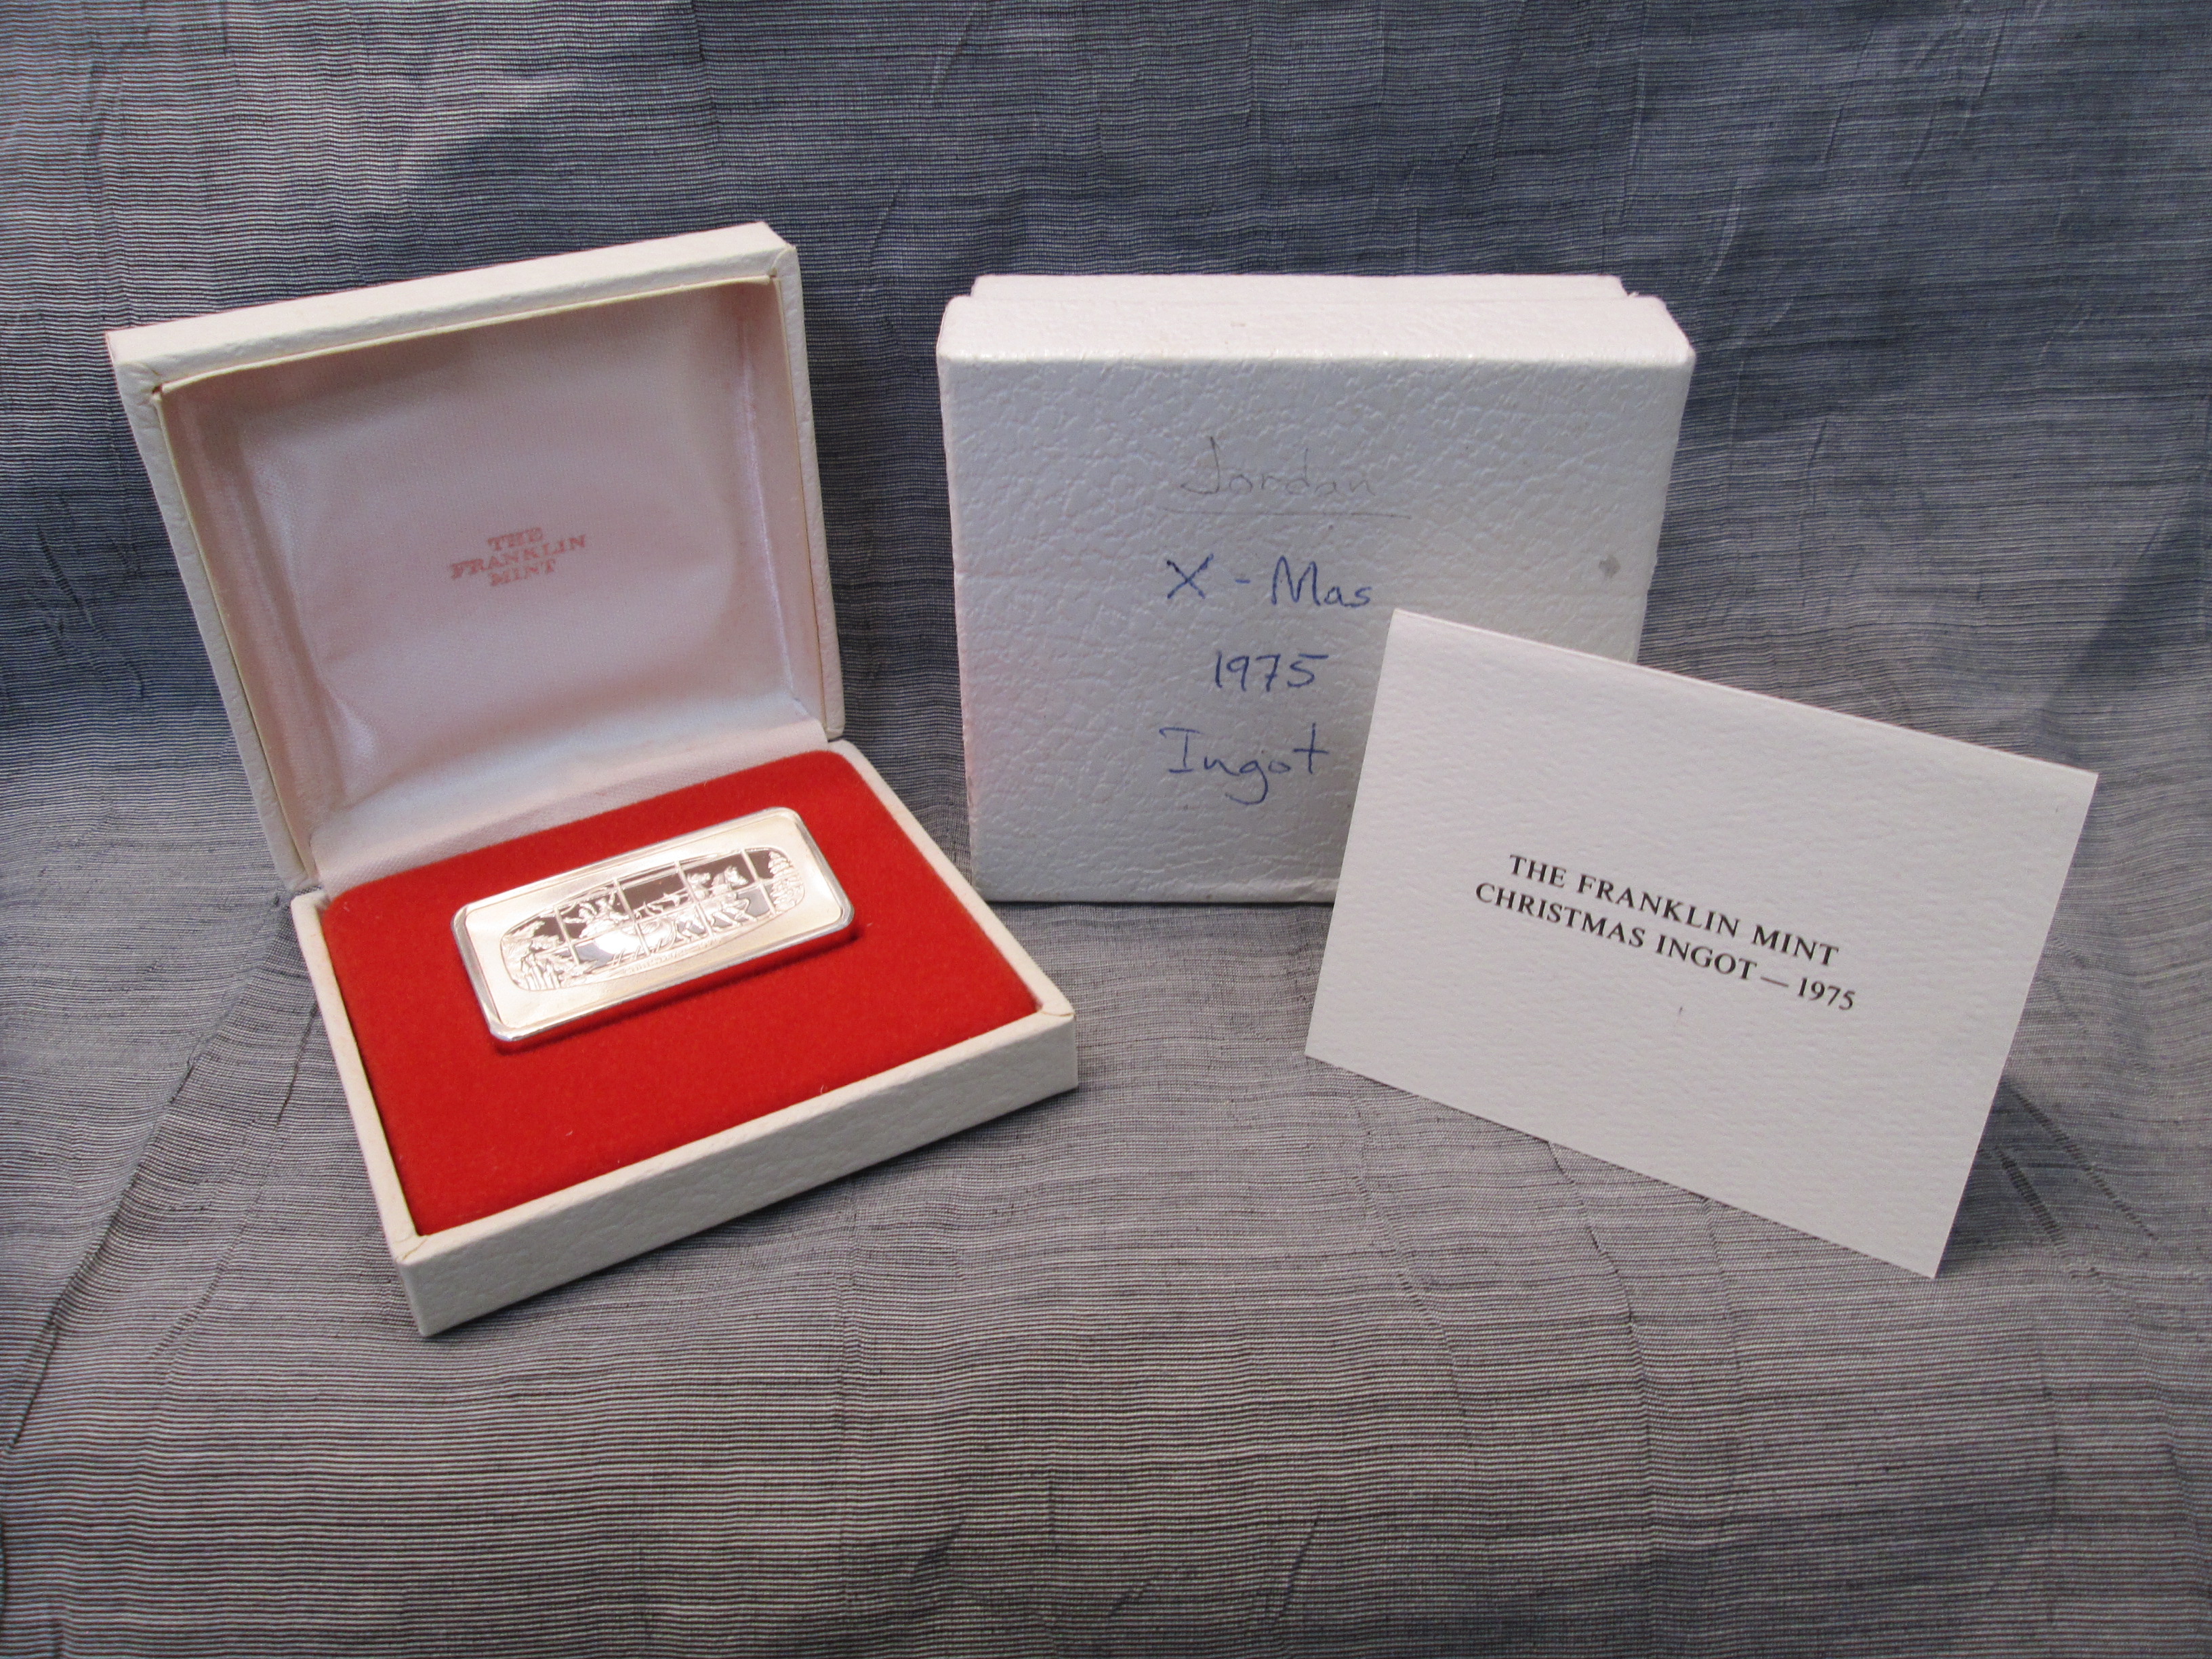 THE
FRANKLIN
MINT
Jordan
X-Mas
1975
Ingot
THE FRANKLIN MINT
CHRISTMAS INGOT—1975